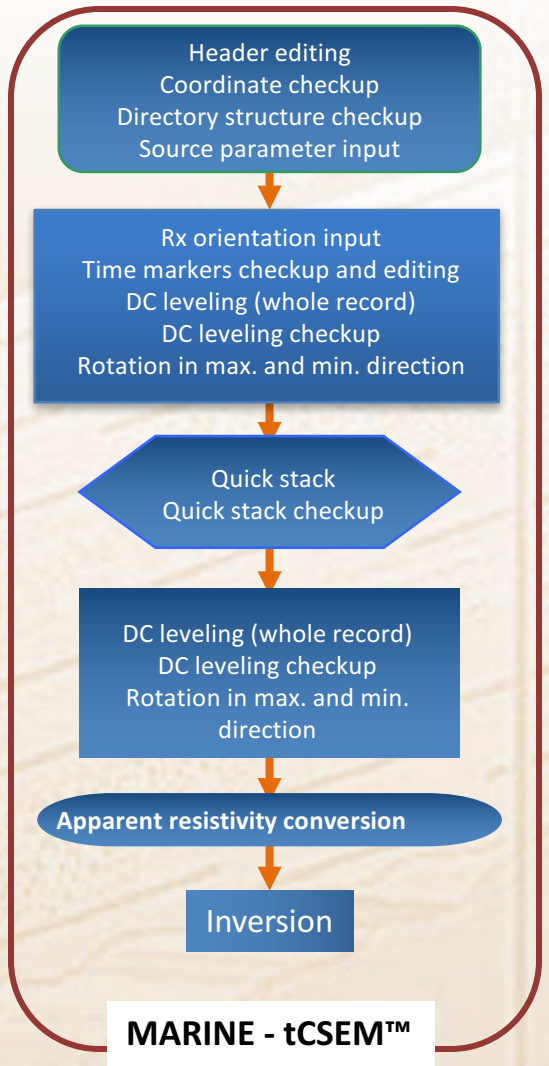 Header editing
Coordinate checkup
Directory structure checkup
Source parameter input
Rx orientation input
Time markers checkup and editing
DC leveling (whole record)
DC leveling checkup
Rotation in max. and min. direction
Quick stack
Quick stack checkup
DC leveling (whole record)
DC leveling checkup
Rotation in max. and min.
direction
Apparent resistivity conversion
Inversion
MARINE - tCSEM™